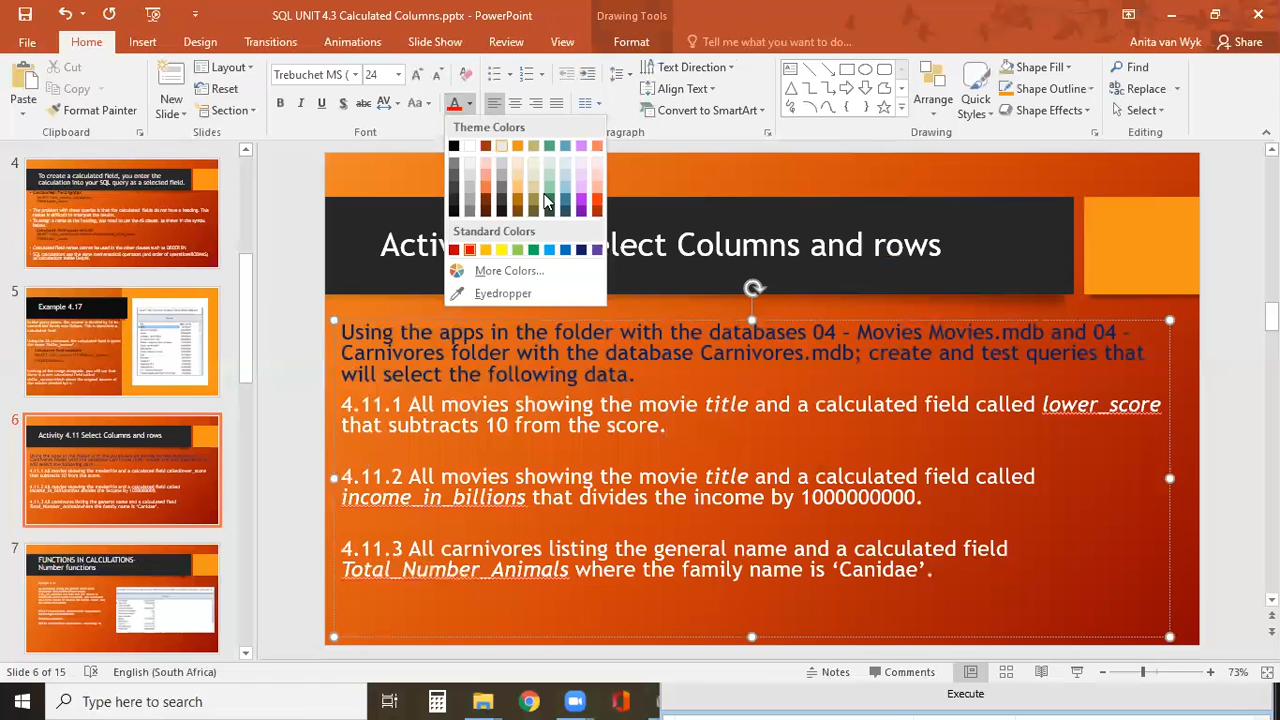 SQL UNIT4.3 Calculated Columns.pptx - PowerPoint
Drawing Tools
Anita van Wyk
Share
File
Home
Insert
Design
Transitions
Animations
Slide Show
Review
View
Format
Tell me what you want to do...
Paste
Cut
Copy
Format Painter
Clipboard
New
Slide
Layout
Reset
Section
Slides
Trebuchet MS (
24
B I U S abc AV Aa A
Font
Paragraph
Text Direction
Align Text
Convert to SmartArt
Arrange
Quick
Styles
Shape Fill
Shape Outline
Shape Effects
Drawing
Find
Replace
Select
Editing
Theme Colors
Standard Colors
More Colors...
Eyedropper
4
To create a calculated field, you enter the
calculation into your SQL query as a selected field.
5
Example 4.17
6
Activity 4.11 Select Columns and rows
7
FUNCTIONS IN CALCULATIONS-
Number functions
Activ
elect Columns and rows
Using the apps in the folder with the databases 04 - Movies Movies.mdb and 04 -
Carnivores folder with the database Carnivores.mdb; create and test queries that
will select the following data.
4.11.1 All movies showing the movie title and a calculated field called lower_score
that subtracts 10 from the score.
4.11.2 All movies showing the movie title and a calculated field called
income_in_billions that divides the income by 1000000000.
4.11.3 All carnivores listing the general name and a calculated field
Total_Number_Animals where the family name is ‘Canidae’.
Slide 6 of 15
English (South Africa)
Notes
Comments
73%
Type here to search
Execute